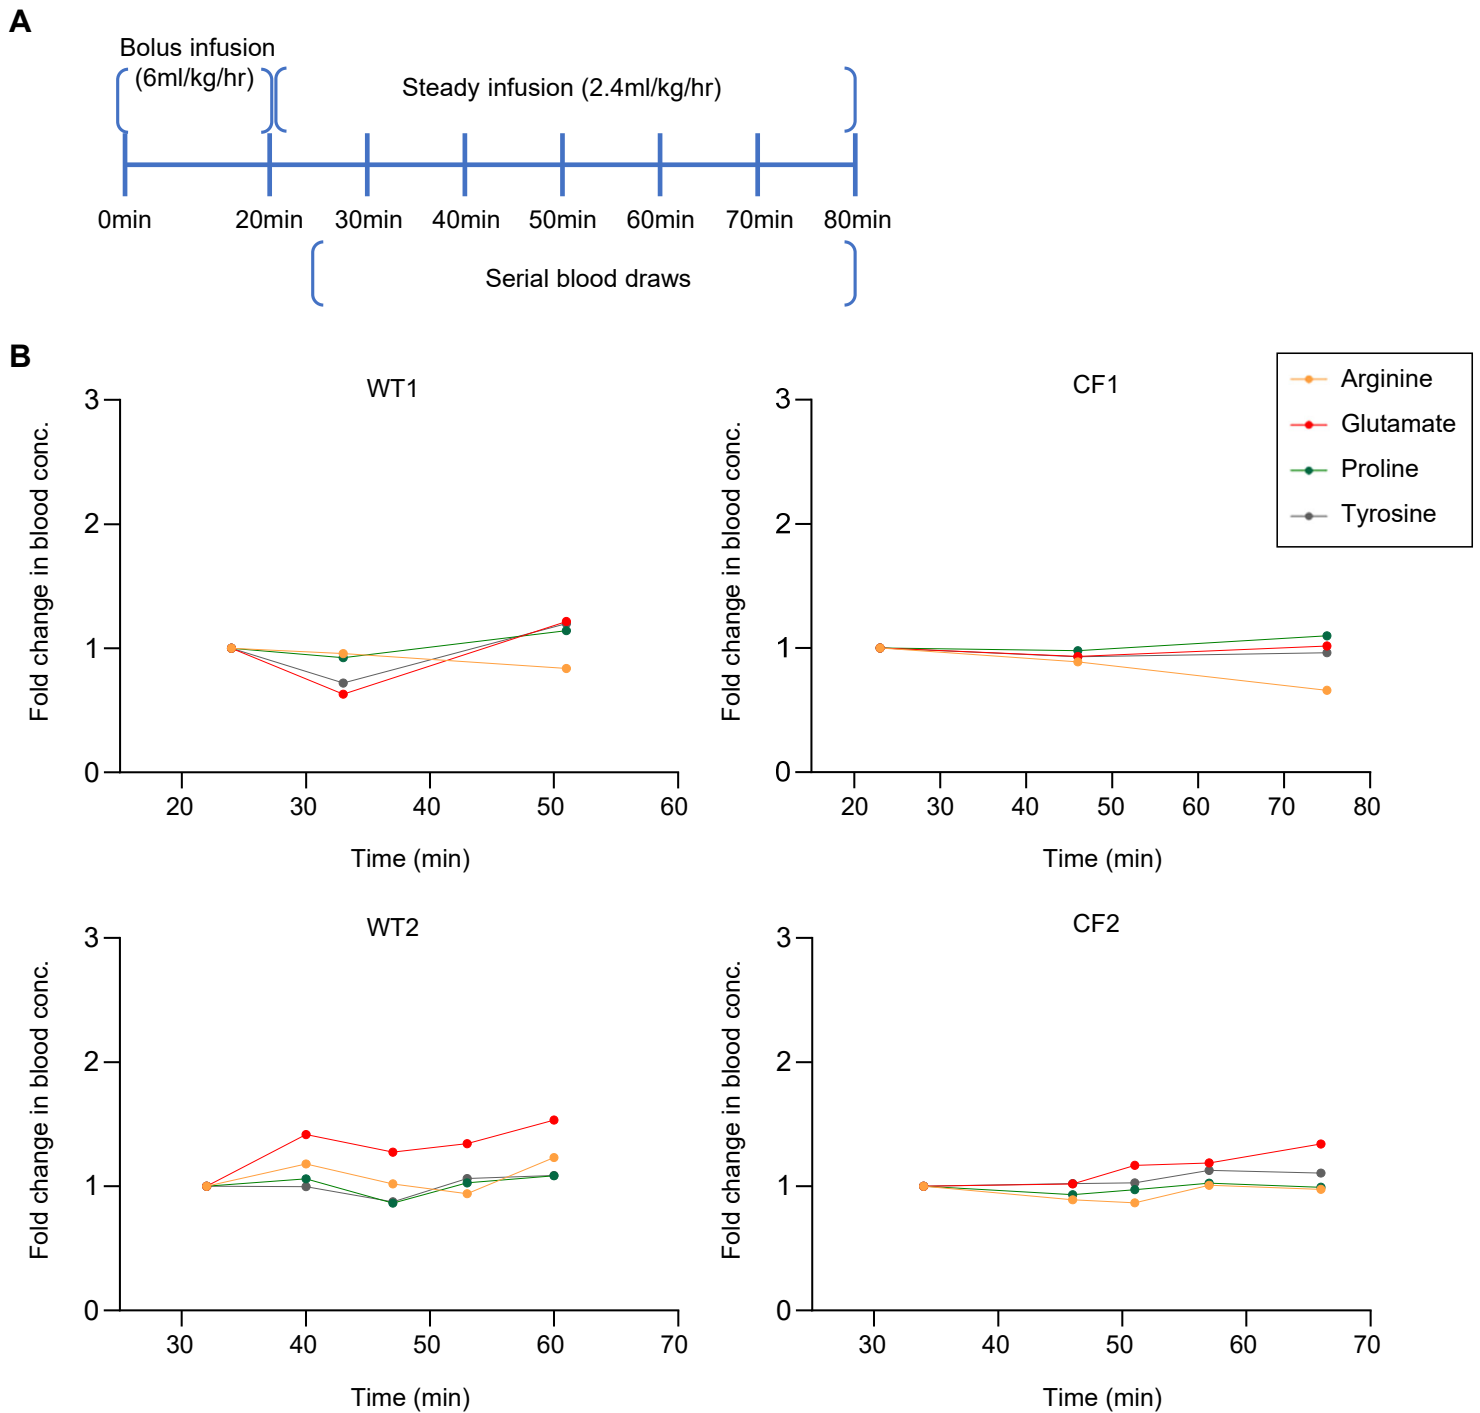 A
Bolus infusion
(6ml/kg/hr)
Steady infusion (2.4ml/kg/hr)
0min 20min 30min 40min 50min 60min 70min 80min
Serial blood draws
B
WT1
3
2
1
0
Fold change in blood conc.
20 30 40 50 60
Time (min)
CF1
3
2
1
0
Fold change in blood conc.
20 30 40 50 60 70 80
Time (min)
Arginine
Glutamate
Proline
Tyrosine
WT2
3
2
1
0
Fold change in blood conc.
30 40 50 60 70
Time (min)
CF2
3
2
1
0
Fold change in blood conc.
30 40 50 60 70
Time (min)